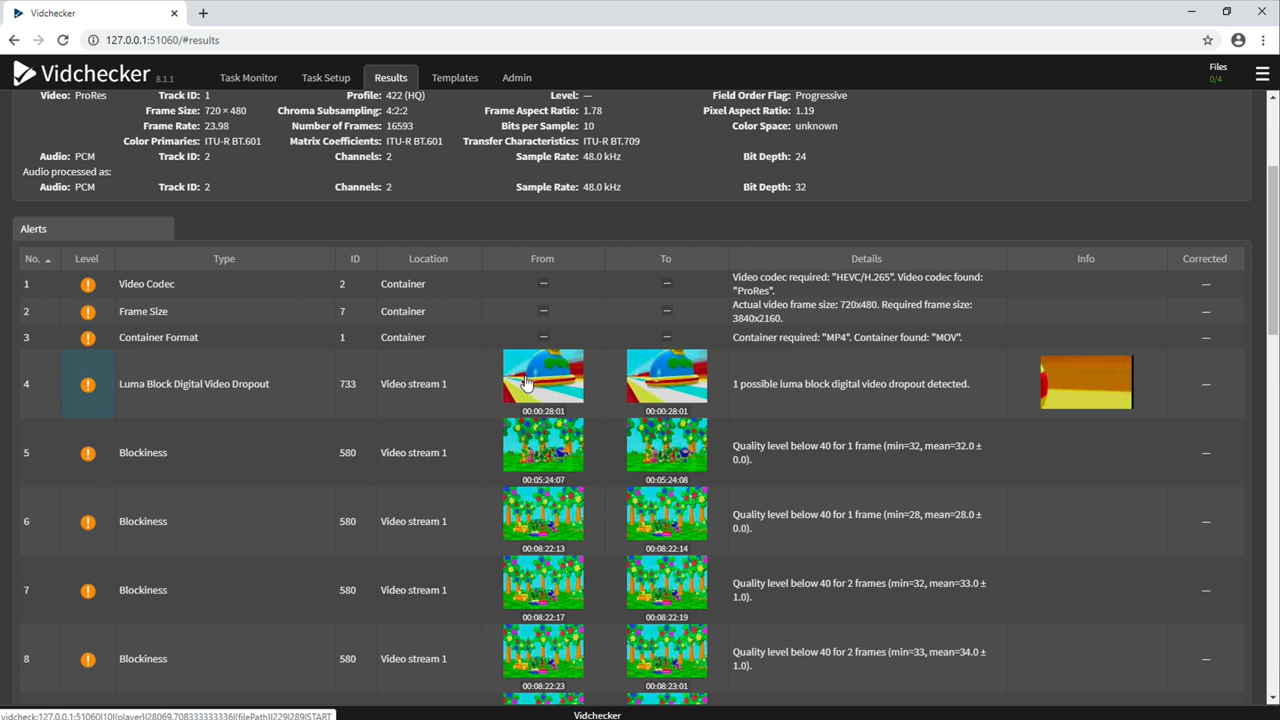 Vidchecker
127.0.0.1:51060/#results
Vidchecker 8.1.1
Task Monitor
Task Setup
Results
Templates
Admin
Files
0/4
Video: ProRes Track ID: 1 Profile: 422 (HQ) Level: — Field Order Flag: Progressive
Frame Size: 720 × 480 Chroma Subsampling: 4:2:2 Frame Aspect Ratio: 1.78 Pixel Aspect Ratio: 1.19
Frame Rate: 23.98 Number of Frames: 16593 Bits per Sample: 10 Color Space: unknown
Color Primaries: ITU-R BT.601 Matrix Coefficients: ITU-R BT.601 Transfer Characteristics: ITU-R BT.709
Audio: PCM Track ID: 2 Channels: 2 Sample Rate: 48.0 kHz Bit Depth: 24
Audio processed as:
Audio: PCM Track ID: 2 Channels: 2 Sample Rate: 48.0 kHz Bit Depth: 32
Alerts
No. Level Type ID Location From To Details Info Corrected
1 Video Codec 2 Container — — Video codec required: "HEVC/H.265". Video codec found: —
"ProRes".
2 Frame Size 7 Container — — Actual video frame size: 720x480. Required frame size: —
3840x2160.
3 Container Format 1 Container — — Container required: "MP4". Container found: "MOV". —
4 Luma Block Digital Video Dropout 733 Video stream 1 1 possible luma block digital video dropout detected. —
00:00:28:01 00:00:28:01
5 Blockiness 580 Video stream 1 Quality level below 40 for 1 frame (min=32, mean=32.0 ± —
0.0).
00:05:24:07 00:05:24:08
6 Blockiness 580 Video stream 1 Quality level below 40 for 1 frame (min=28, mean=28.0 ± —
0.0).
00:08:22:13 00:08:22:14
7 Blockiness 580 Video stream 1 Quality level below 40 for 2 frames (min=32, mean=33.0 ± —
1.0).
00:08:22:17 00:08:22:19
8 Blockiness 580 Video stream 1 Quality level below 40 for 2 frames (min=33, mean=34.0 ± —
1.0).
00:08:22:23 00:08:23:01
Vidchecker